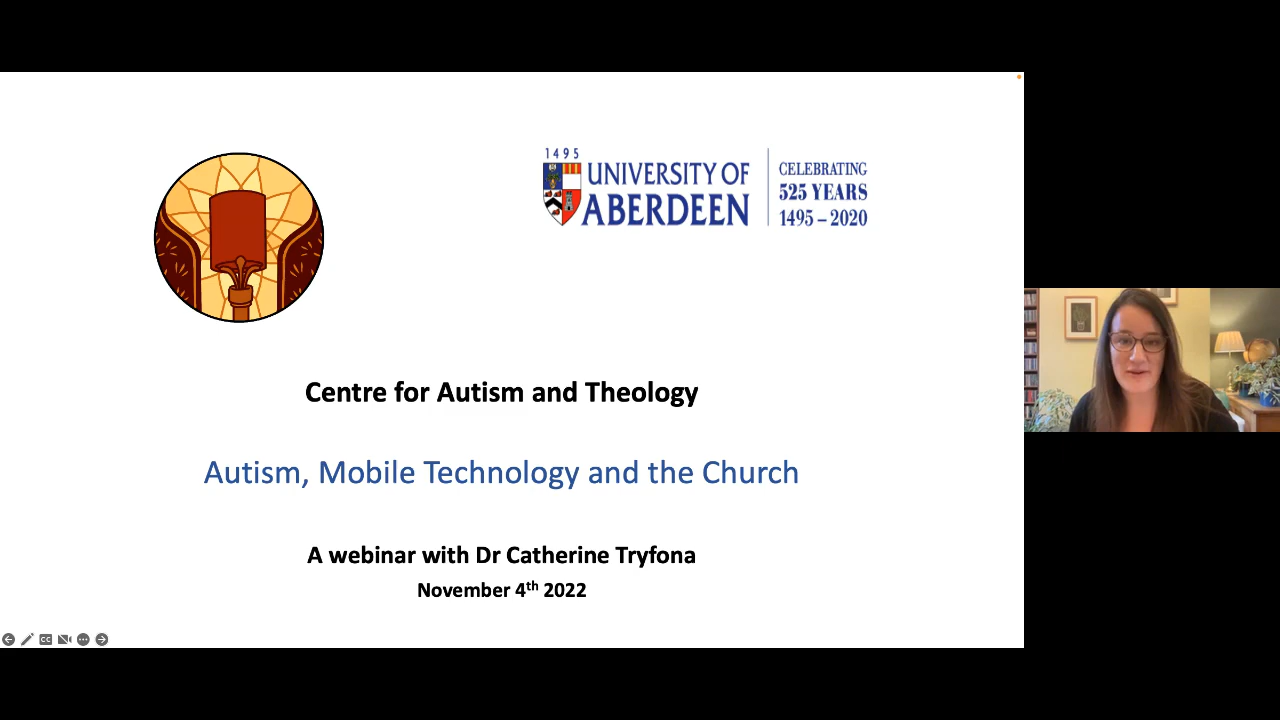 1495
UNIVERSITY OF
ABERDEEN
CELEBRATING
525 YEARS
1495 – 2020
Centre for Autism and Theology
Autism, Mobile Technology and the Church
A webinar with Dr Catherine Tryfona
November 4th 2022
CC